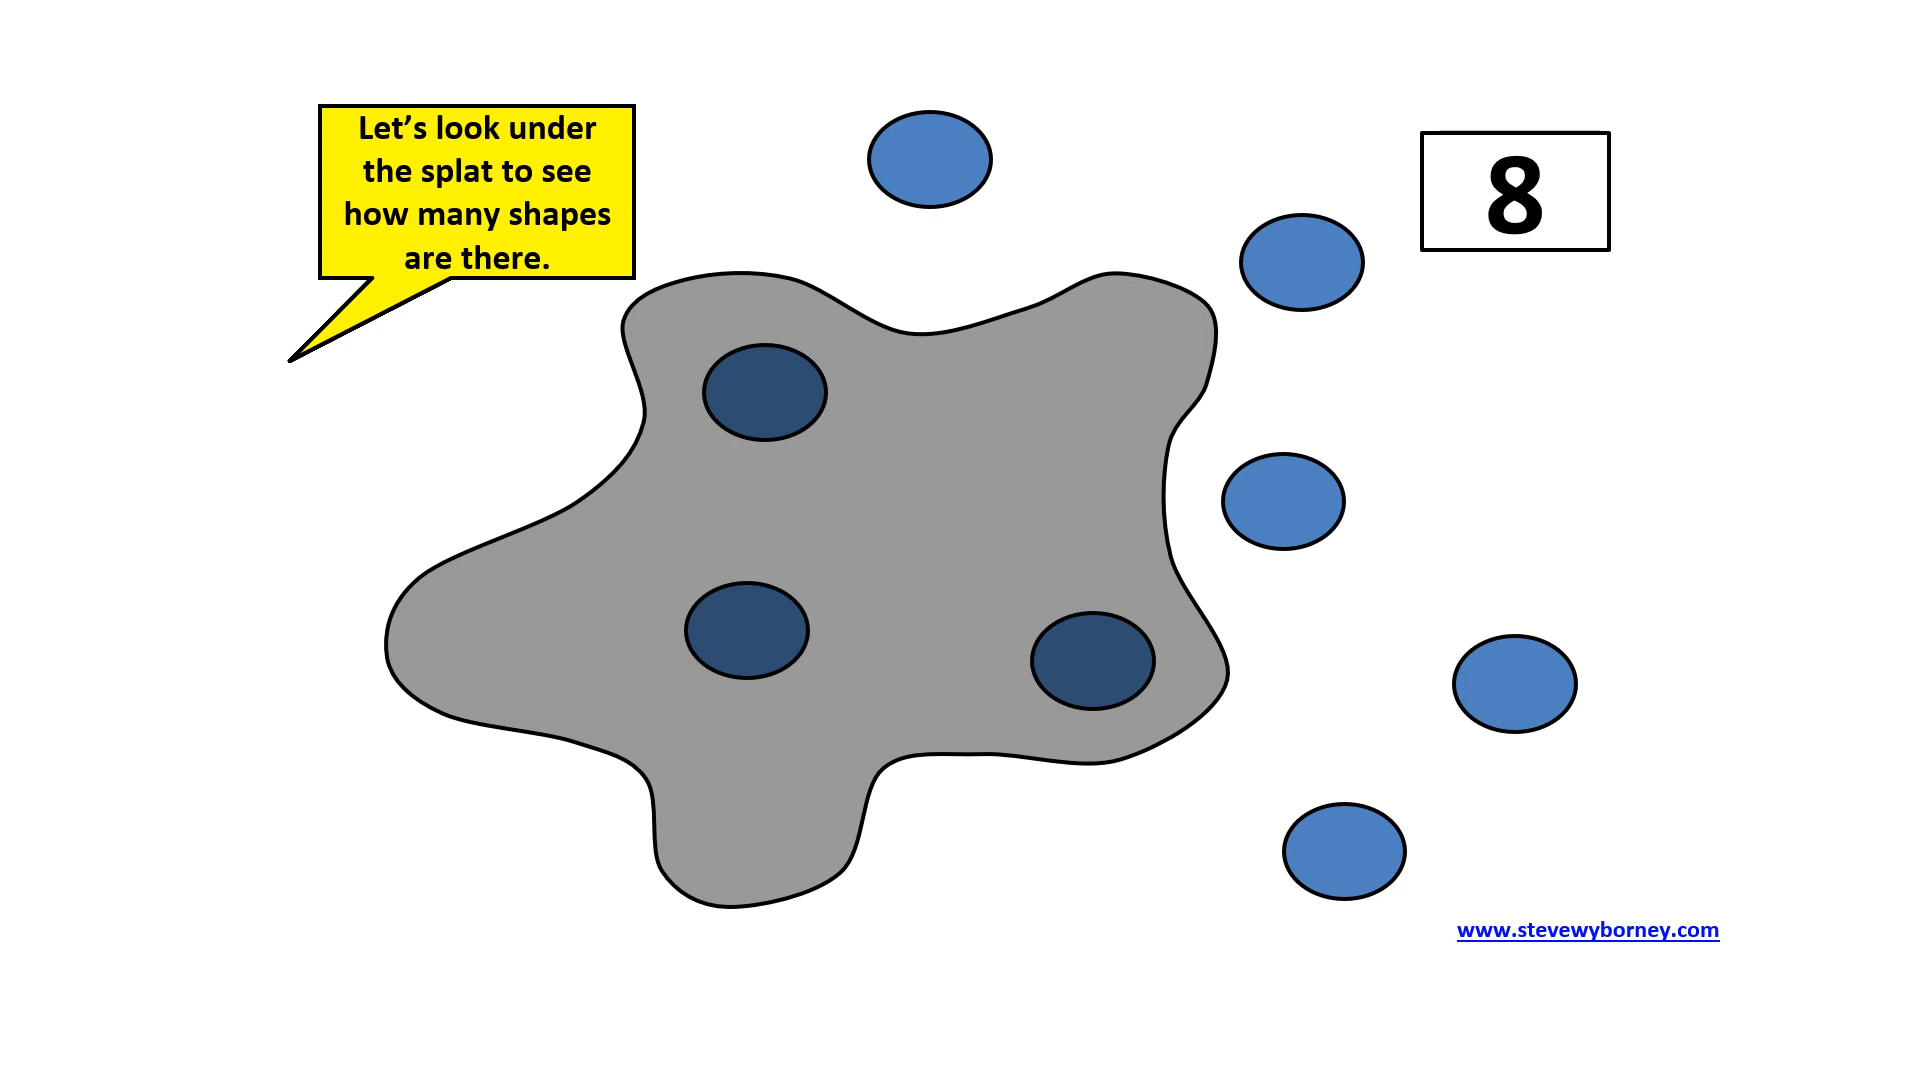 Let’s look under
the splat to see
how many shapes
are there.
8
www.stevewyborney.com